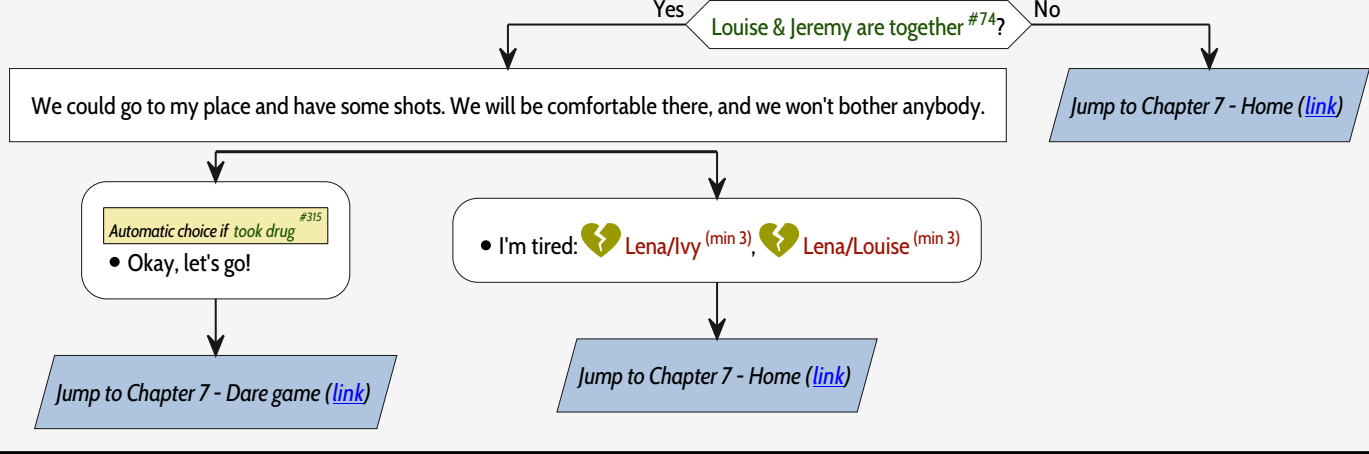 Yes
Louise & Jeremy are together #74?
No
We could go to my place and have some shots. We will be comfortable there, and we won't bother anybody.
Jump to Chapter 7 - Home (link)
Automatic choice if took drug #315
• Okay, let's go!
• I'm tired: Lena/Ivy (min 3), Lena/Louise (min 3)
Jump to Chapter 7 - Dare game (link)
Jump to Chapter 7 - Home (link)